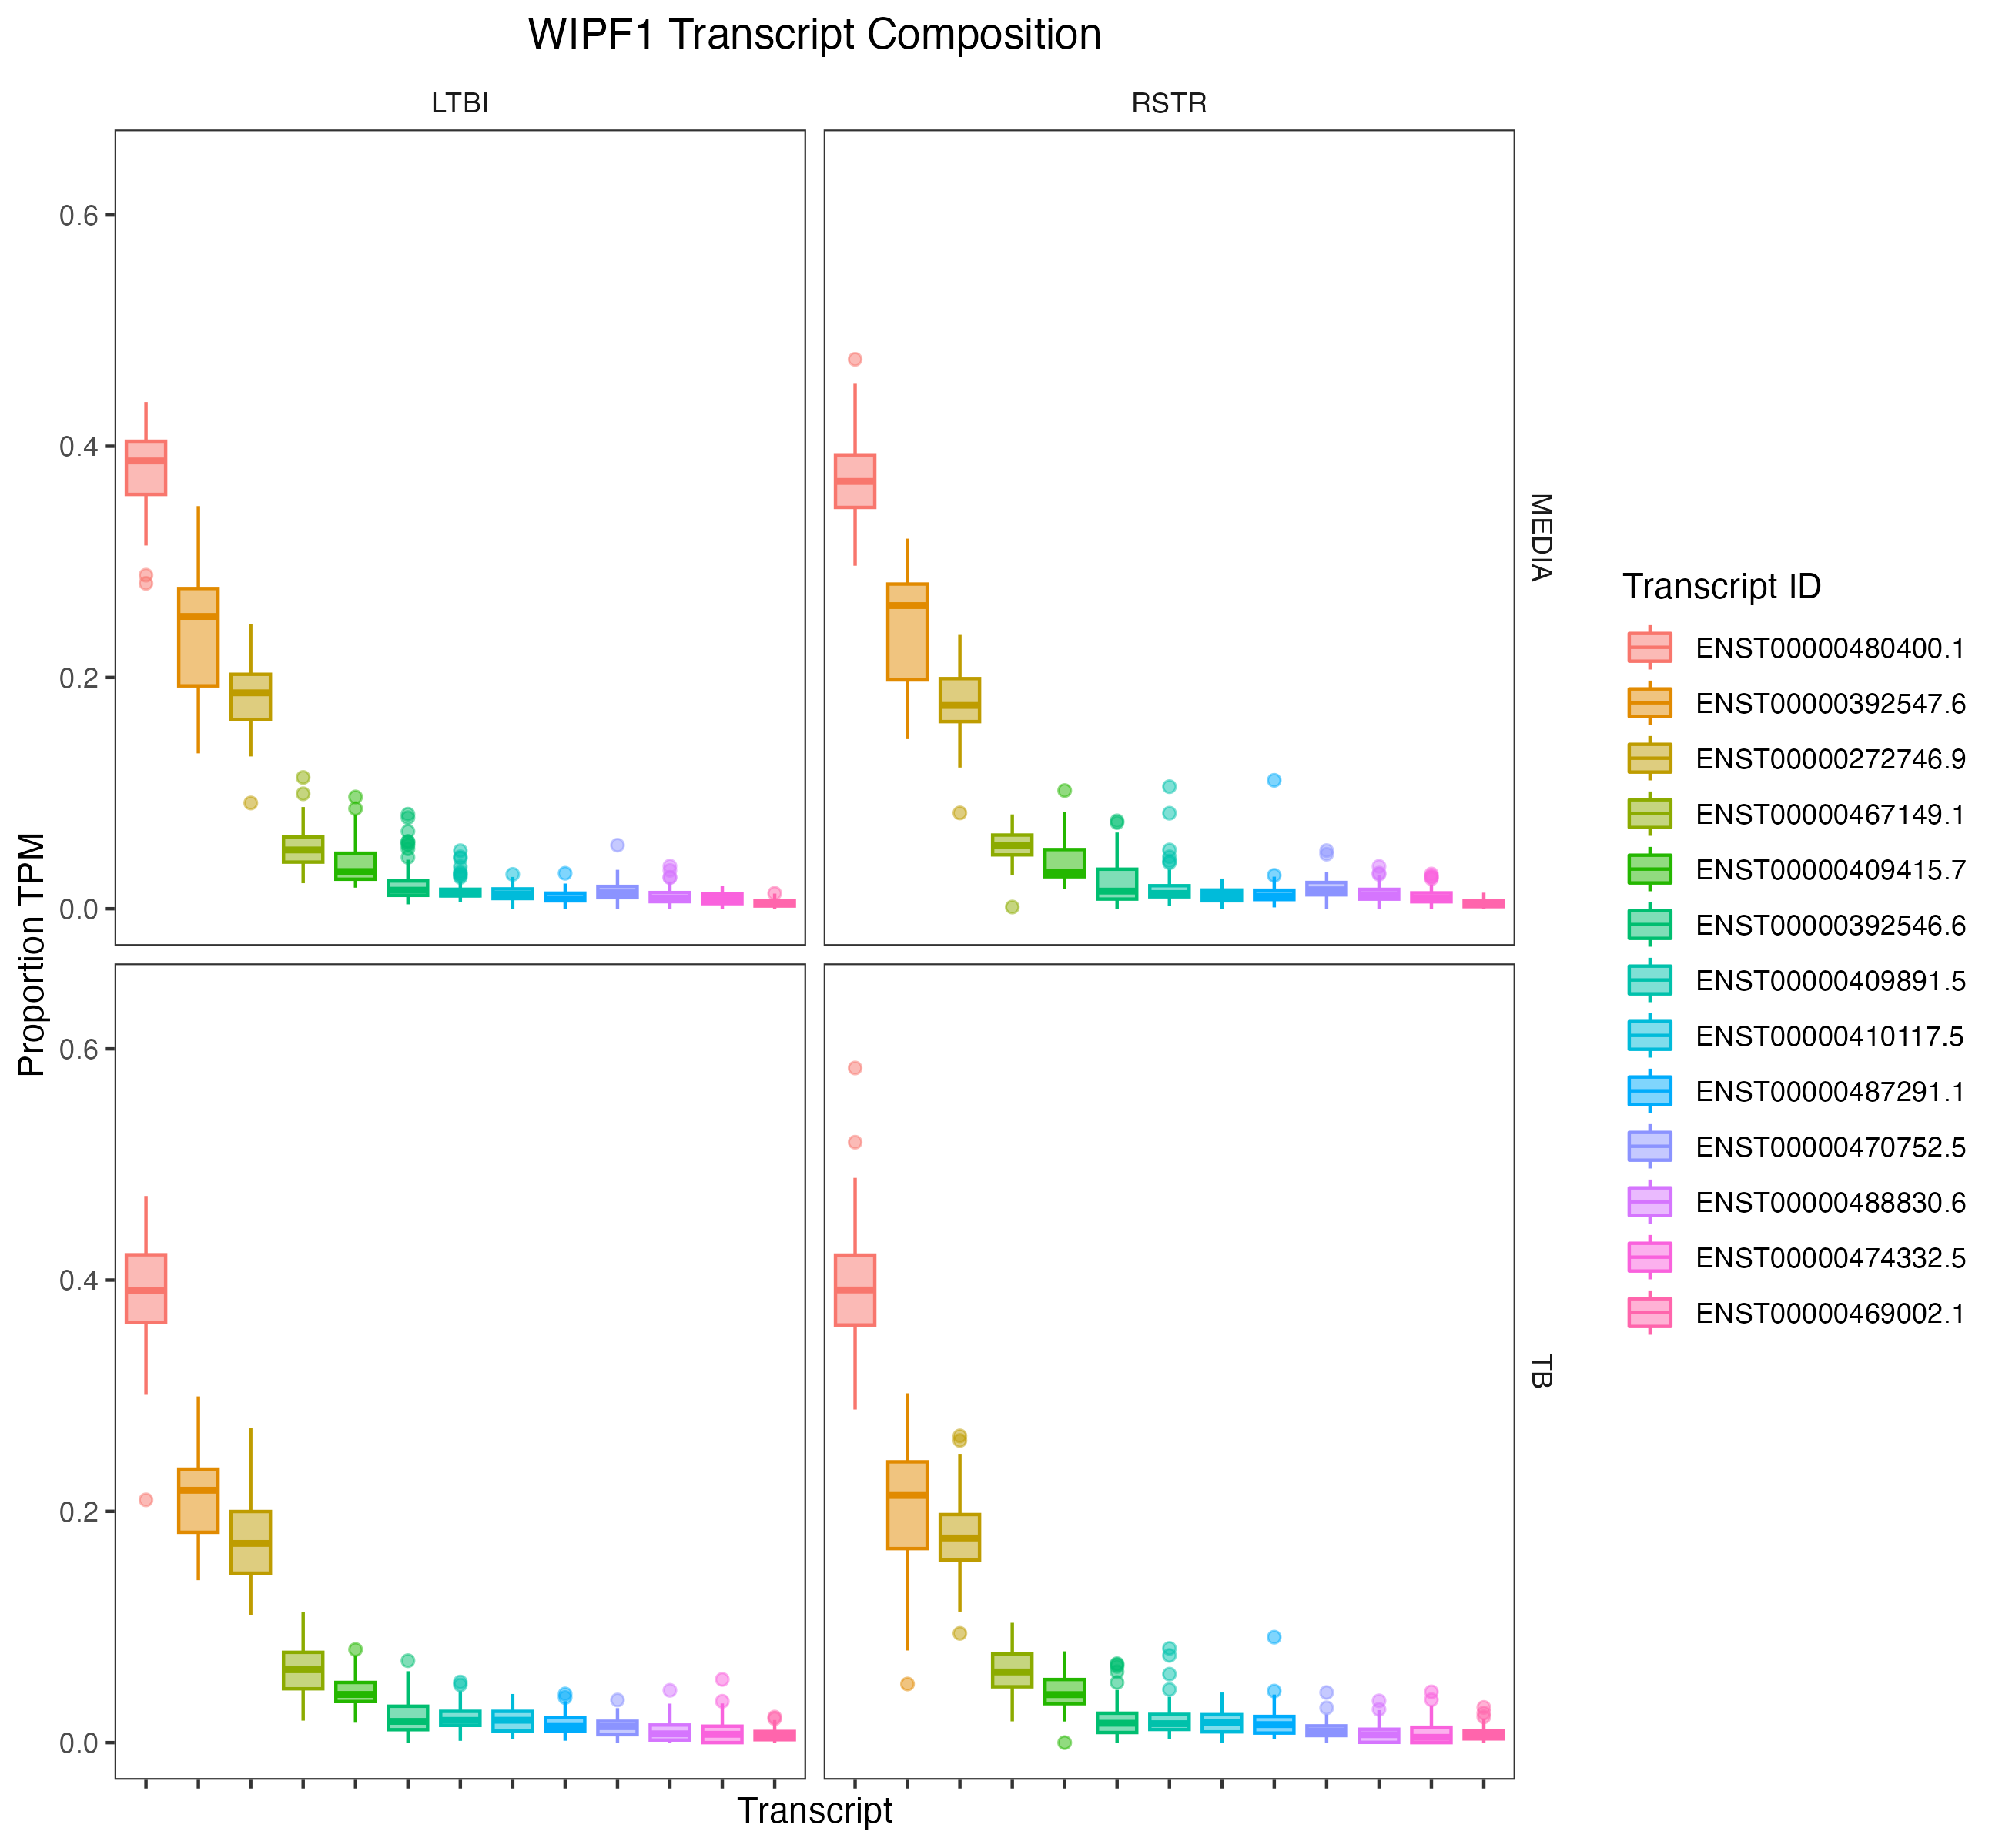 WIPF1 Transcript Composition
LTBI
RSTR
0.6
0.4
0.2
0.0
MEDIA
0.6
0.4
0.2
0.0
TB
Proportion TPM
Transcript
Transcript ID
ENST00000480400.1
ENST00000392547.6
ENST00000272746.9
ENST00000467149.1
ENST00000409415.7
ENST00000392546.6
ENST00000409891.5
ENST00000410117.5
ENST00000487291.1
ENST00000470752.5
ENST00000488830.6
ENST00000474332.5
ENST00000469002.1